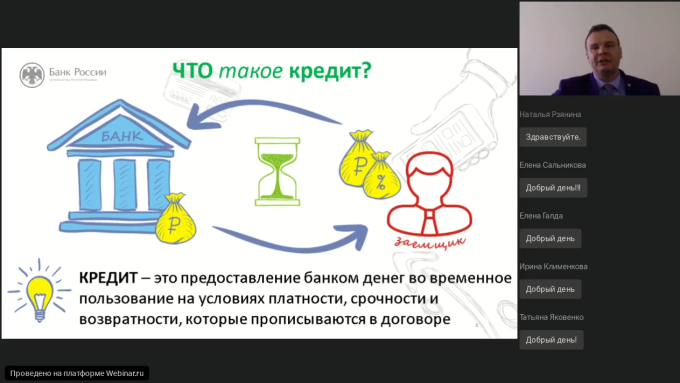 Банк России
ЧТО такое кредит?
БАНК
₽
%
₽
заемщик
КРЕДИТ – это предоставление банком денег во временное
пользование на условиях платности, срочности и
возвратности, которые прописываются в договоре
Наталья Рзянина
Здравствуйте.
Елена Сальникова
Добрый день!!!
Елена Галда
Добрый день
Ирина Клименкова
Добрый день
Татьяна Яковенко
Добрый день!
Проведено на платформе Webinar.ru